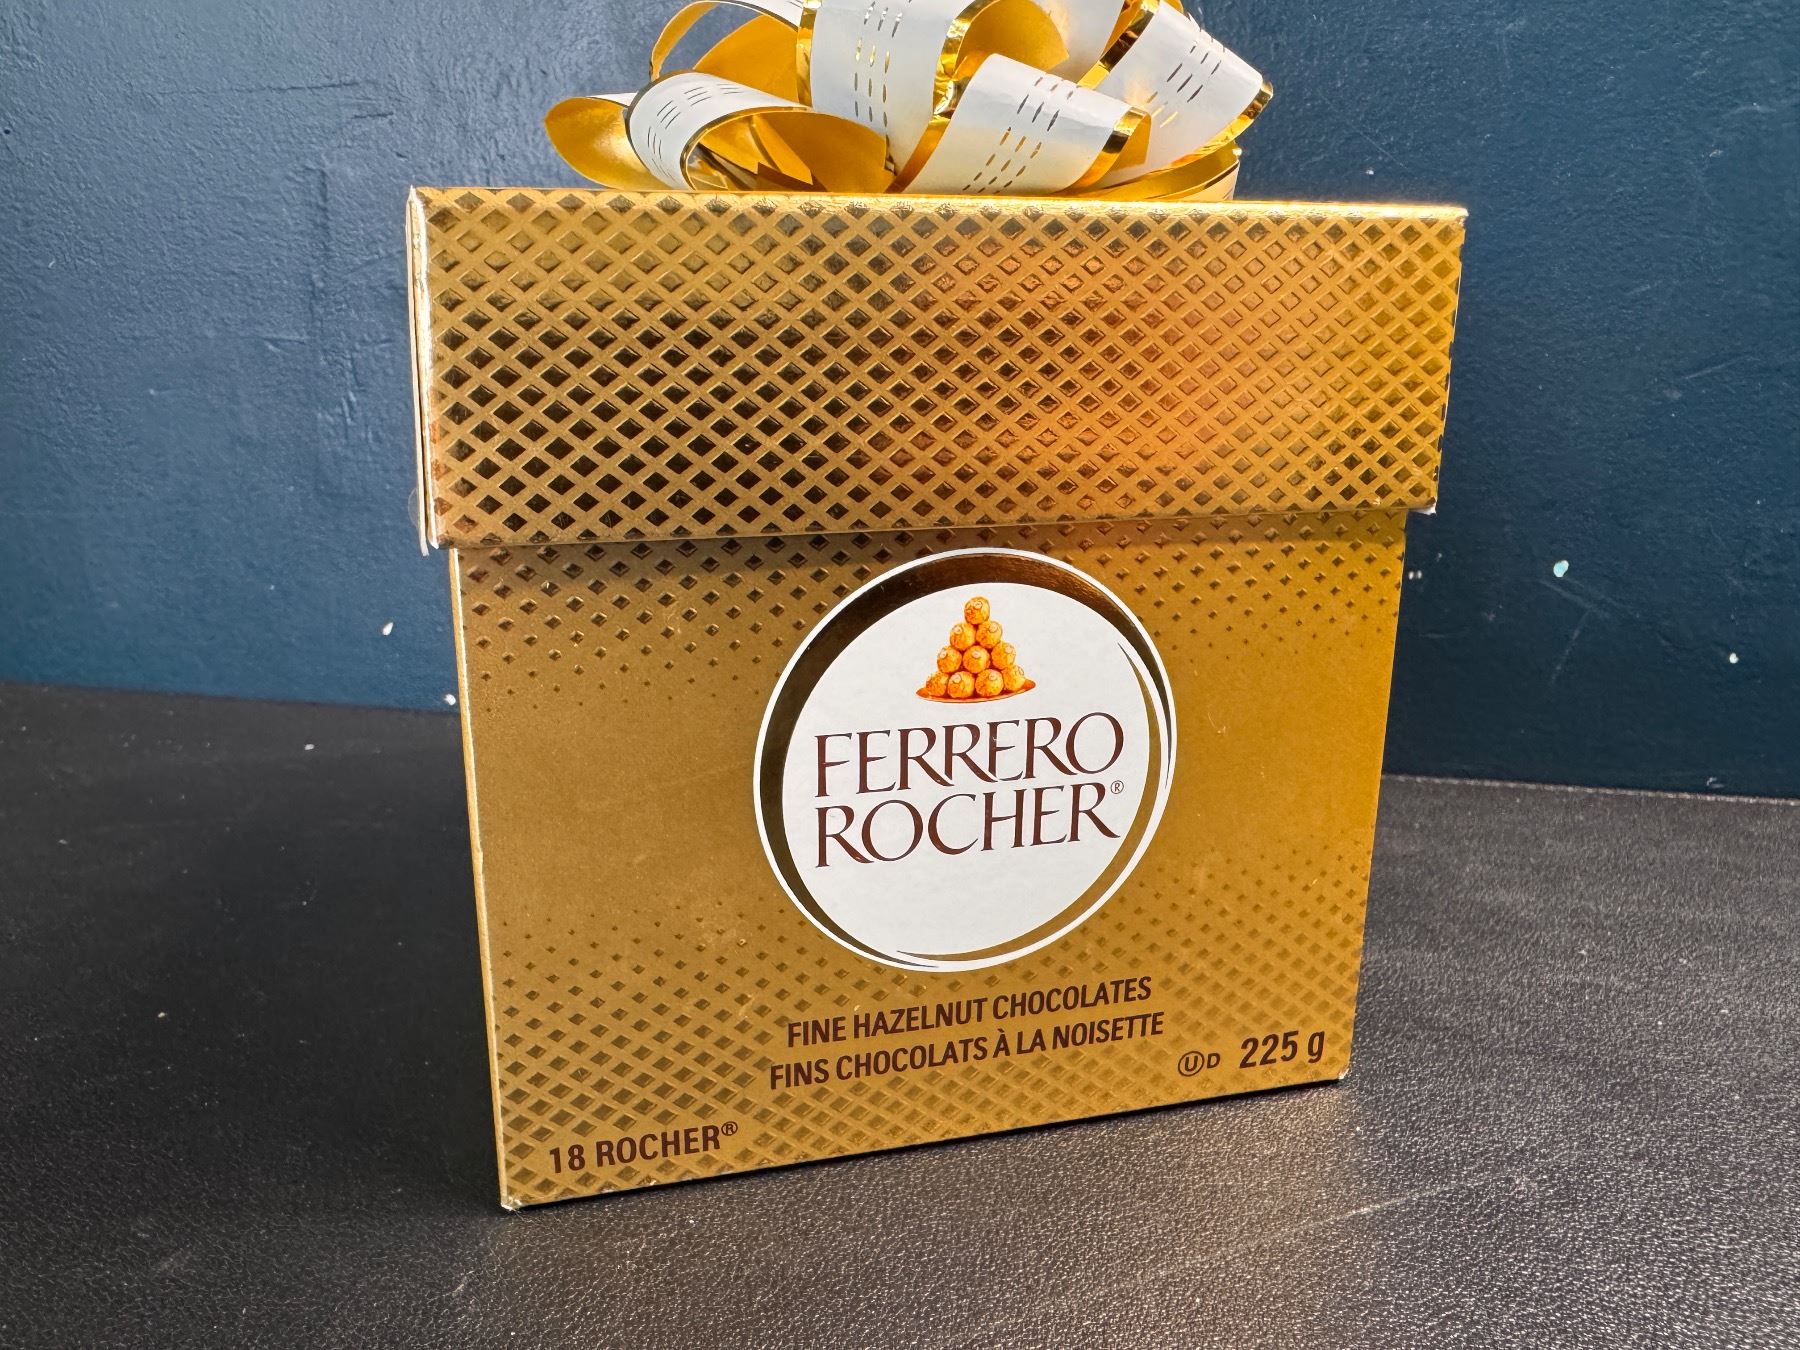 FERRERO
ROCHER®
FINE HAZELNUT CHOCOLATES
FINS CHOCOLATS À LA NOISETTE
Ⓤ D 225 g
18 ROCHER®